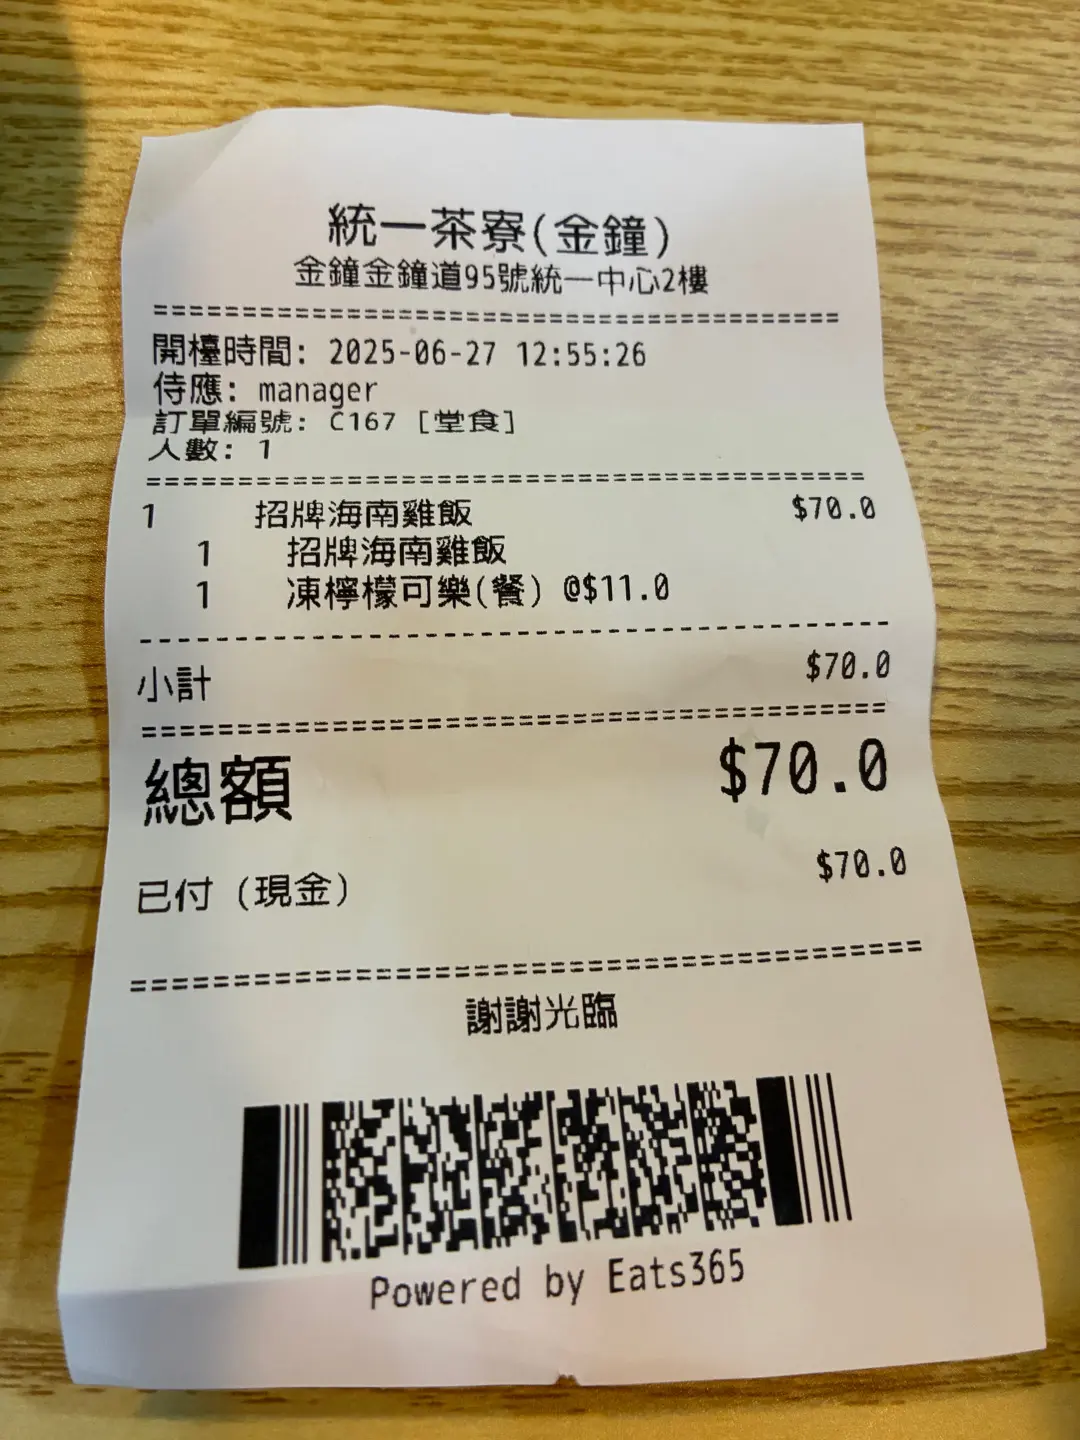 統一茶寮(金鐘)
金鐘金鐘道95號統一中心2樓
========================================
開檯時間: 2025-06-27 12:55:26
侍應: manager
訂單編號: C167 [堂食]
人數: 1
========================================
1 招牌海南雞飯 $70.0
1 招牌海南雞飯
1 凍檸檬可樂(餐) @$11.0
----------------------------------------
小計 $70.0
========================================
總額 $70.0
已付 (現金) $70.0
========================================
謝謝光臨
Powered by Eats365